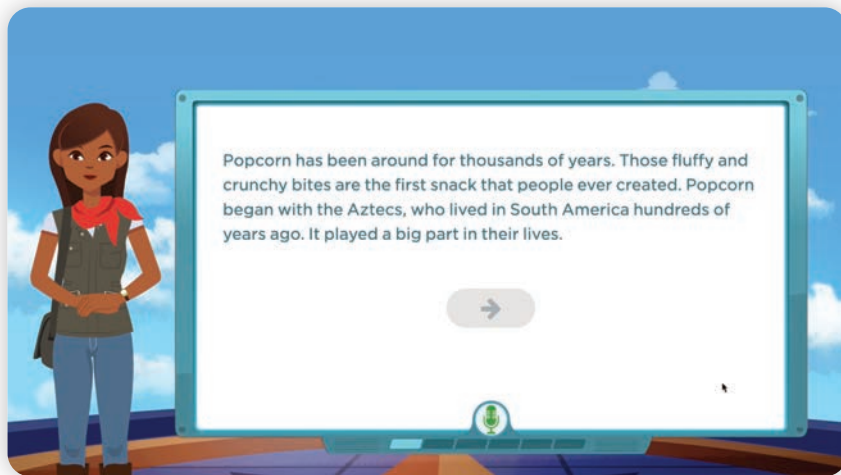 Popcorn has been around for thousands of years. Those fluffy and
crunchy bites are the first snack that people ever created. Popcorn
began with the Aztecs, who lived in South America hundreds of
years ago. It played a big part in their lives.